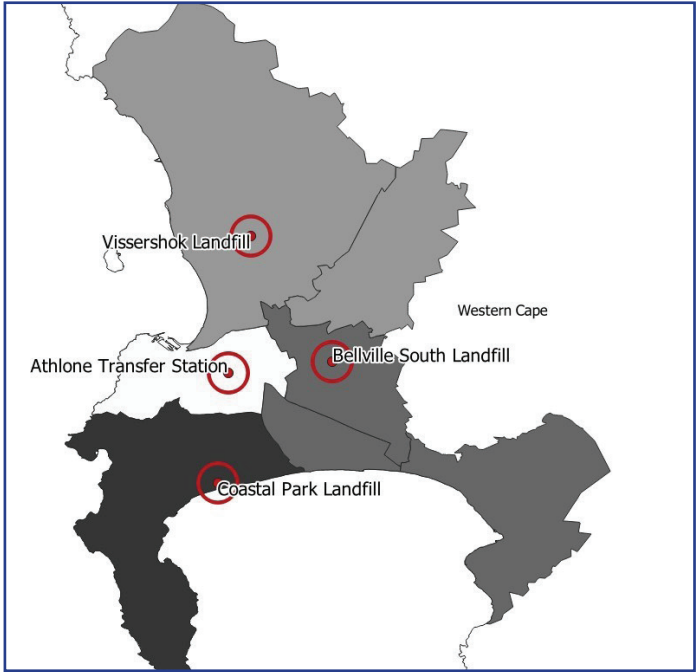 Vissershok Landfill
Western Cape
Bellville South Landfill
Athlone Transfer Station
Coastal Park Landfill